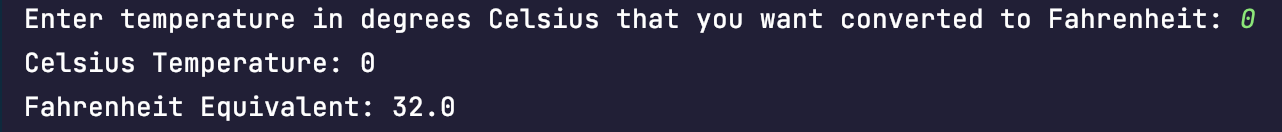 Enter temperature in degrees Celsius that you want converted to Fahrenheit: 0
Celsius Temperature: 0
Fahrenheit Equivalent: 32.0